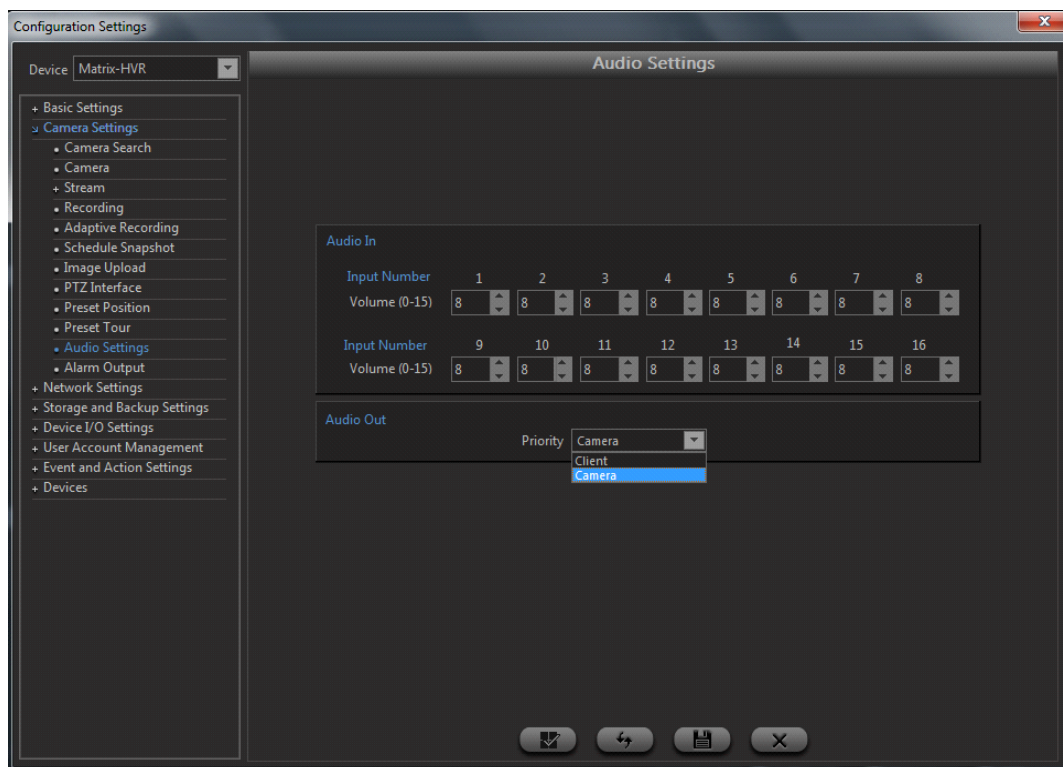 Configuration Settings
x
Device Matrix-HVR
Audio Settings
+ Basic Settings
Camera Settings
Camera Search
Camera
+ Stream
Recording
Adaptive Recording
Schedule Snapshot
Image Upload
PTZ Interface
Preset Position
Preset Tour
Audio Settings
Alarm Output
+ Network Settings
+ Storage and Backup Settings
+ Device I/O Settings
+ User Account Management
+ Event and Action Settings
+ Devices
Audio In
Input Number 1 2 3 4 5 6 7 8
Volume (0-15) 8 8 8 8 8 8 8 8
Input Number 9 10 11 12 13 14 15 16
Volume (0-15) 8 8 8 8 8 8 8 8
Audio Out
Priority Camera
Client
Camera